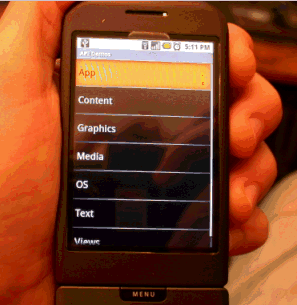 5:11 PM
API Demos
App
Content
Graphics
Media
OS
Text
Views
MENU